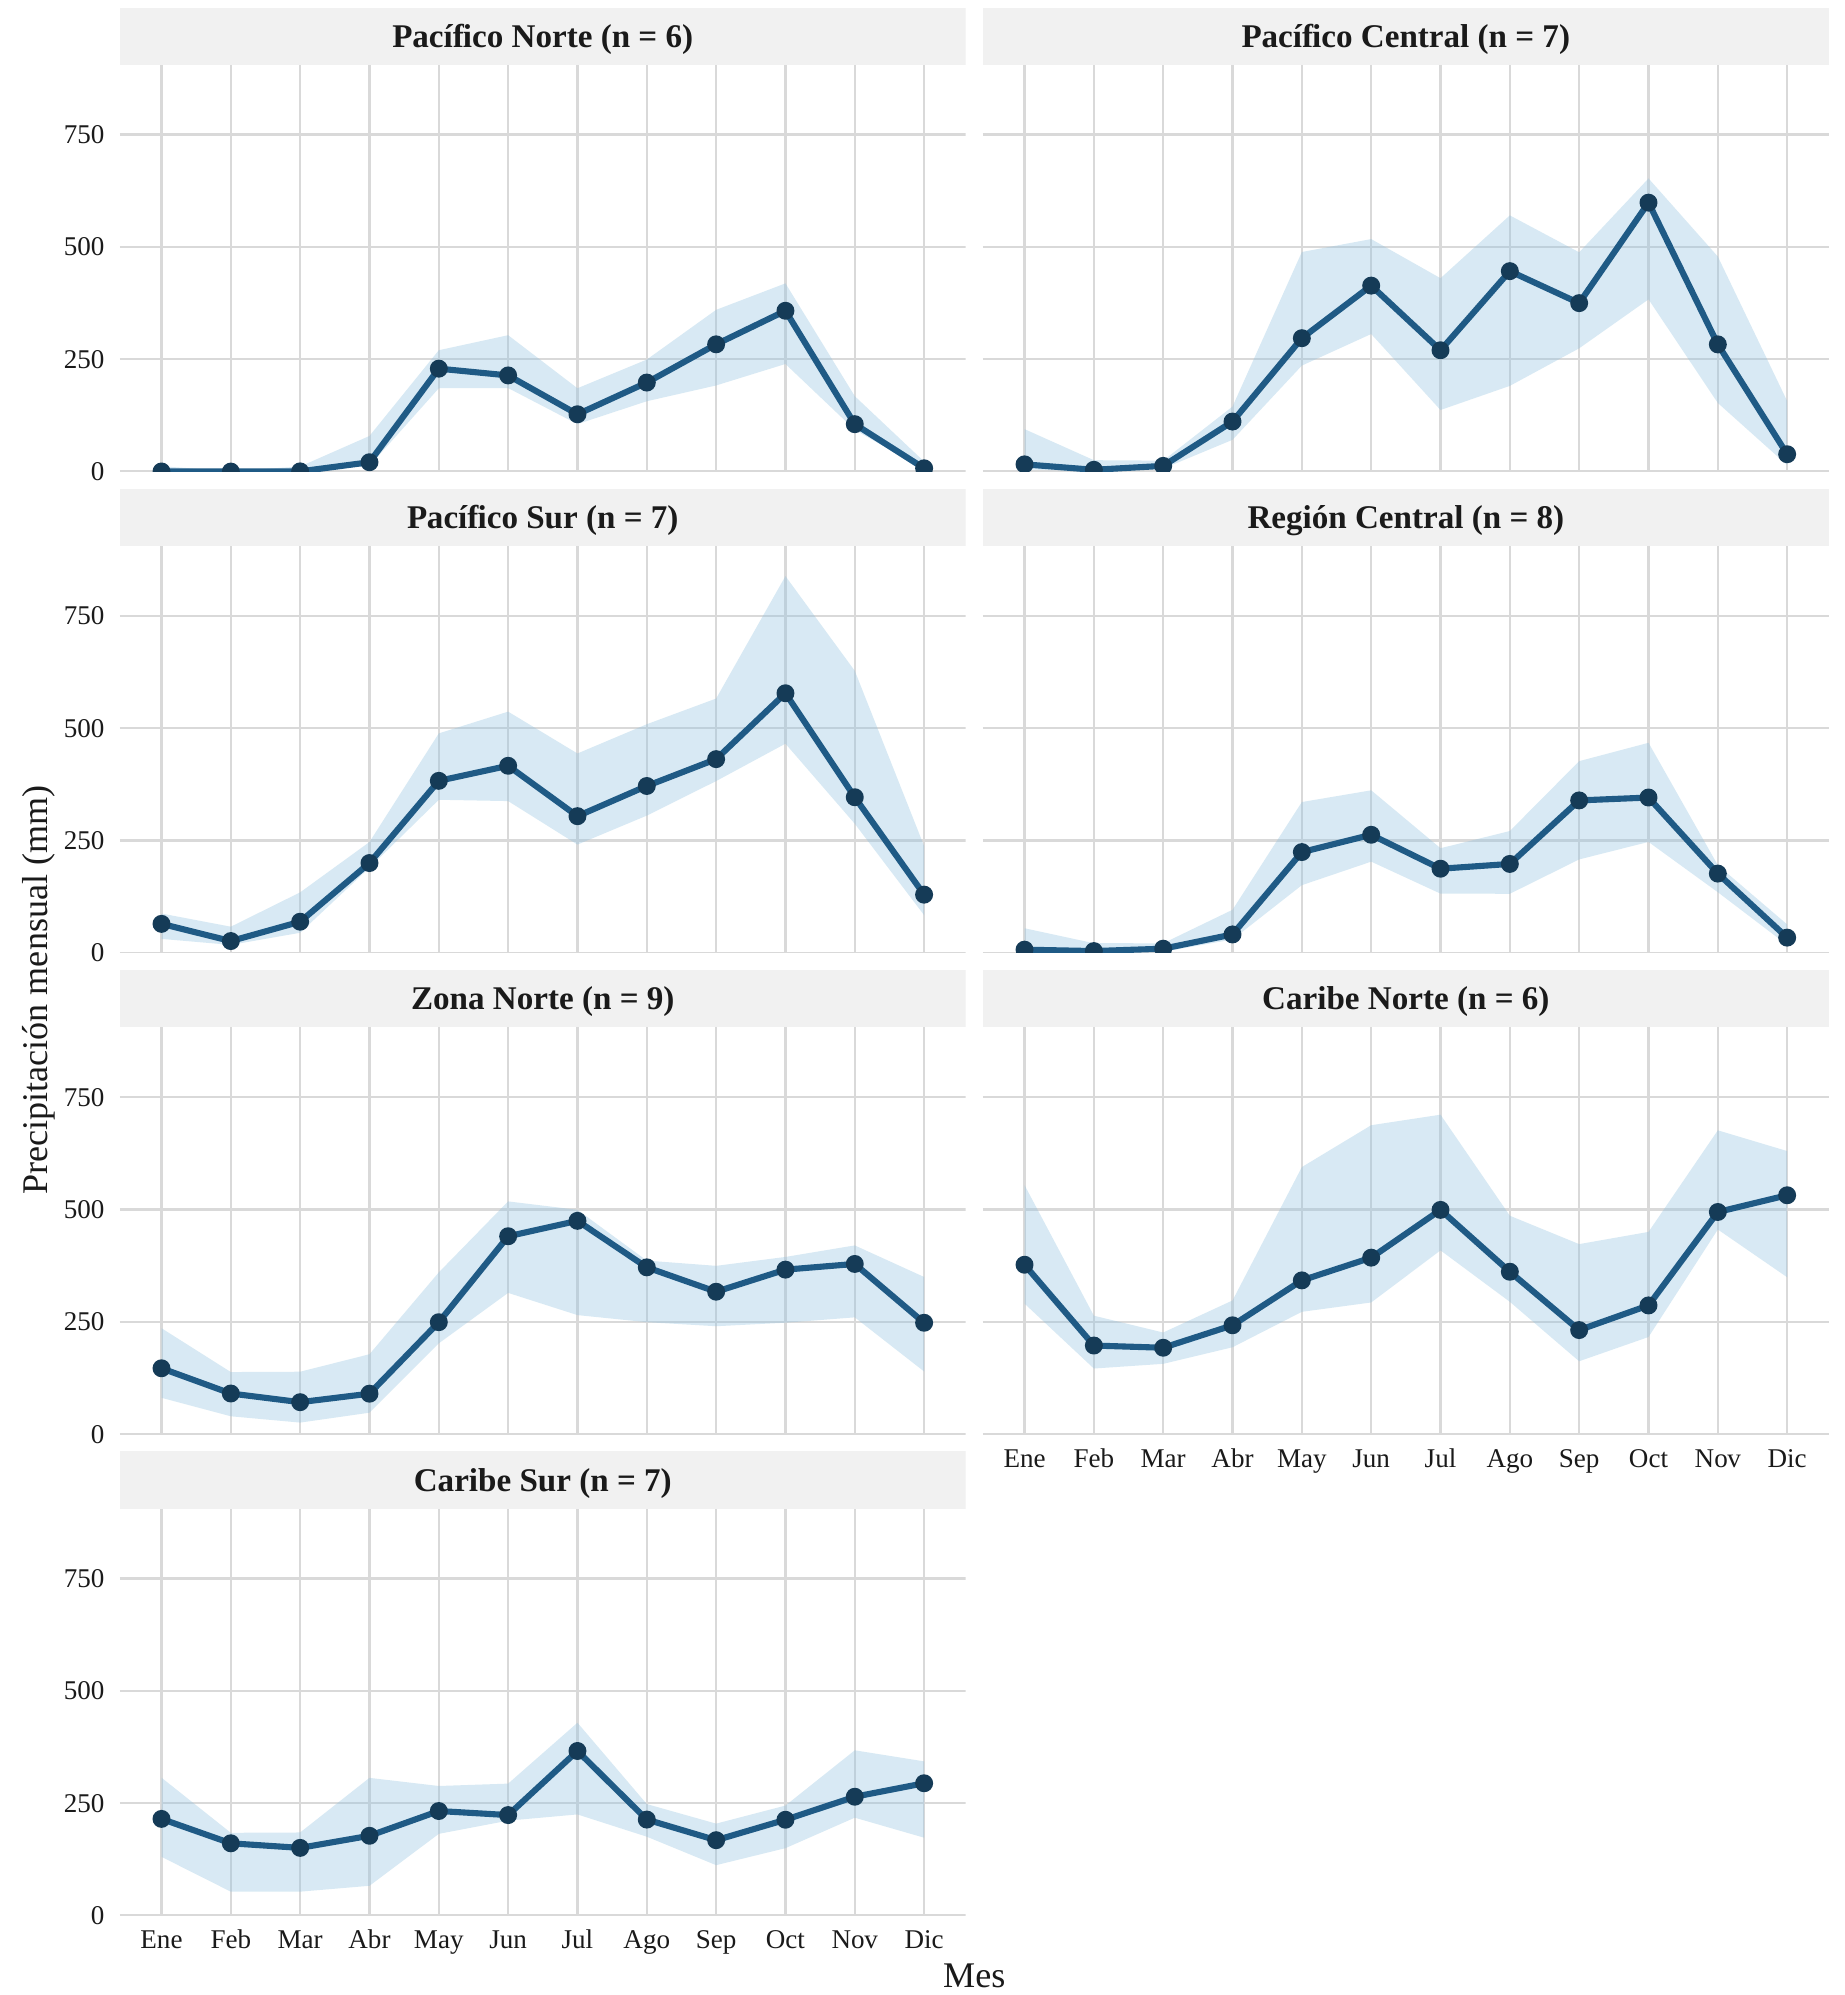 Pacífico Norte (n = 6)
Pacífico Central (n = 7)
750
500
250
0
Pacífico Sur (n = 7)
Región Central (n = 8)
750
500
250
0
Zona Norte (n = 9)
Caribe Norte (n = 6)
750
500
250
0
Ene Feb Mar Abr May Jun Jul Ago Sep Oct Nov Dic
Caribe Sur (n = 7)
750
500
250
0
Ene Feb Mar Abr May Jun Jul Ago Sep Oct Nov Dic
Mes
Precipitación mensual (mm)